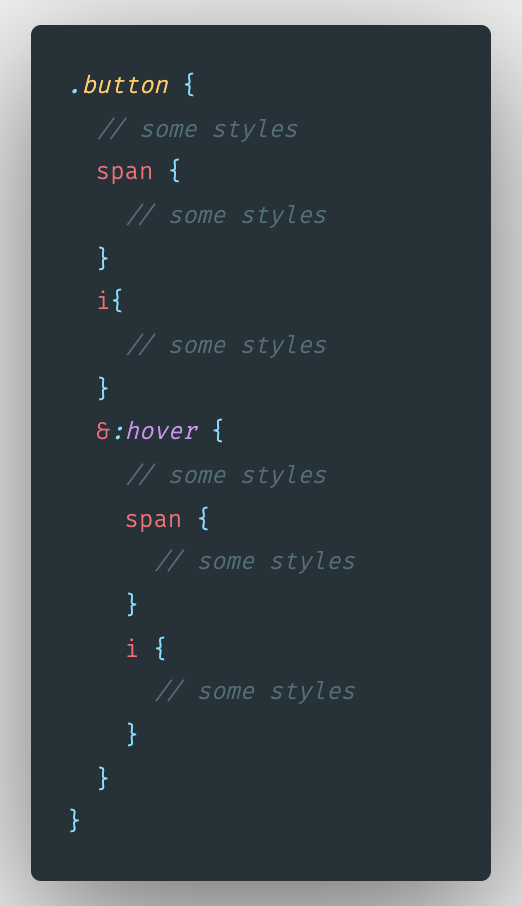 .button {
  // some styles
  span {
    // some styles
  }
  i{
    // some styles
  }
  &:hover {
    // some styles
    span {
      // some styles
    }
    i {
      // some styles
    }
  }
}